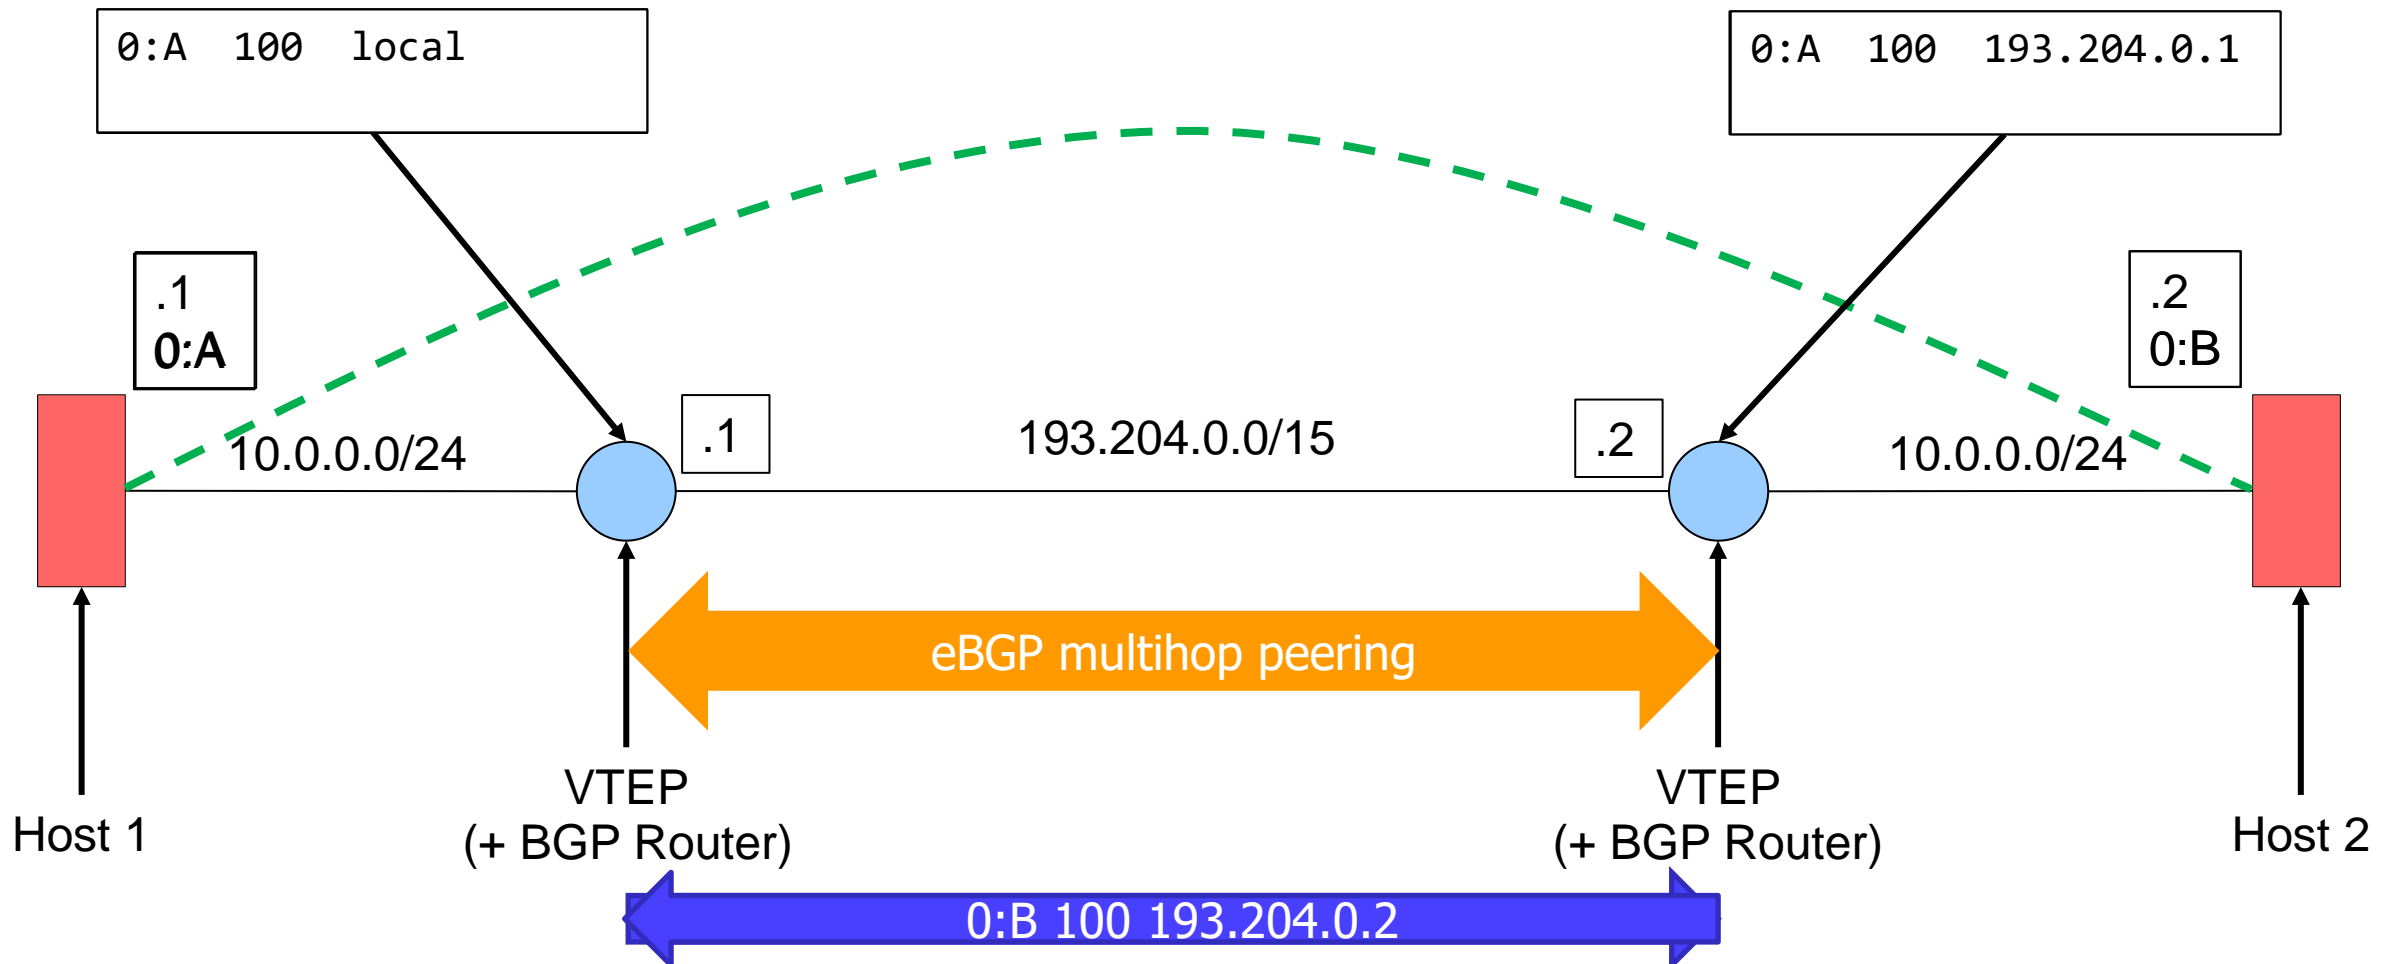 0:A 100 local
0:A 100 193.204.0.1
.1
0:A
.2
0:B
10.0.0.0/24
.1
193.204.0.0/15
.2
10.0.0.0/24
eBGP multihop peering
VTEP
(+ BGP Router)
VTEP
(+ BGP Router)
Host 1
Host 2
0:B 100 193.204.0.2